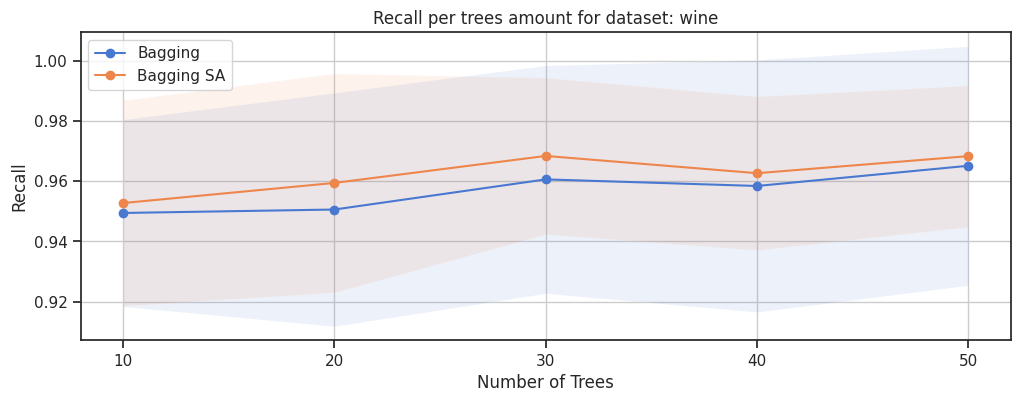 Recall per trees amount for dataset: wine
Bagging
Bagging SA
Recall
1.00
0.98
0.96
0.94
0.92
10 20 30 40 50
Number of Trees